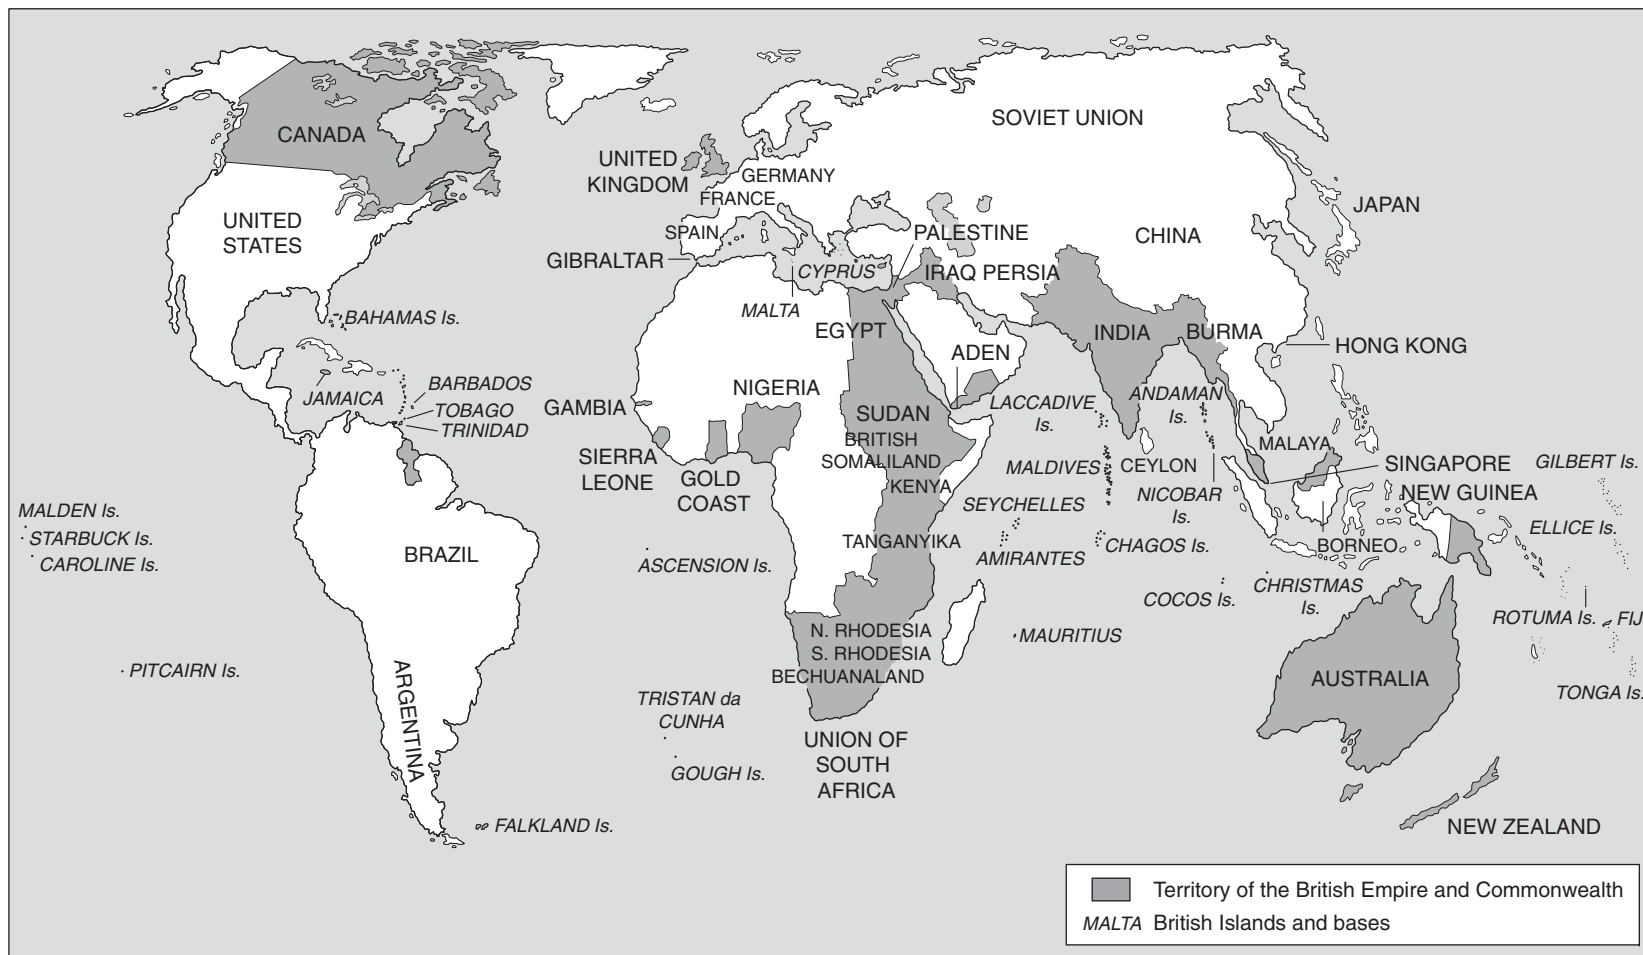 SOVIET UNION
CANADA
UNITED
KINGDOM
GERMANY
FRANCE
SPAIN
UNITED
STATES
JAPAN
CHINA
PALESTINE
GIBRALTAR
CYPRUS
IRAQ PERSIA
MALTA
BAHAMAS Is.
EGYPT
INDIA
BURMA
HONG KONG
ADEN
JAMAICA
BARBADOS
TOBAGO
TRINIDAD
NIGERIA
GAMBIA
SUDAN
LACCADIVE
Is.
ANDAMAN
Is.
BRITISH
SOMALILAND
SIERRA
LEONE
GOLD
COAST
KENYA
MALDIVES
CEYLON
MALAYA
SINGAPORE
GILBERT Is.
NICOBAR
Is.
NEW GUINEA
SEYCHELLES
MALDEN Is.
STARBUCK Is.
CAROLINE Is.
BRAZIL
ELLICE Is.
TANGANYIKA
AMIRANTES
CHAGOS Is.
BORNEO
ASCENSION Is.
COCOS Is.
CHRISTMAS
Is.
ROTUMA Is.
FIJ
MAURITIUS
N. RHODESIA
S. RHODESIA
BECHUANALAND
PITCAIRN Is.
ARGENTINA
AUSTRALIA
TONGA Is.
TRISTAN da
CUNHA
UNION OF
SOUTH
AFRICA
GOUGH Is.
FALKLAND Is.
NEW ZEALAND
Territory of the British Empire and Commonwealth
MALTA British Islands and bases